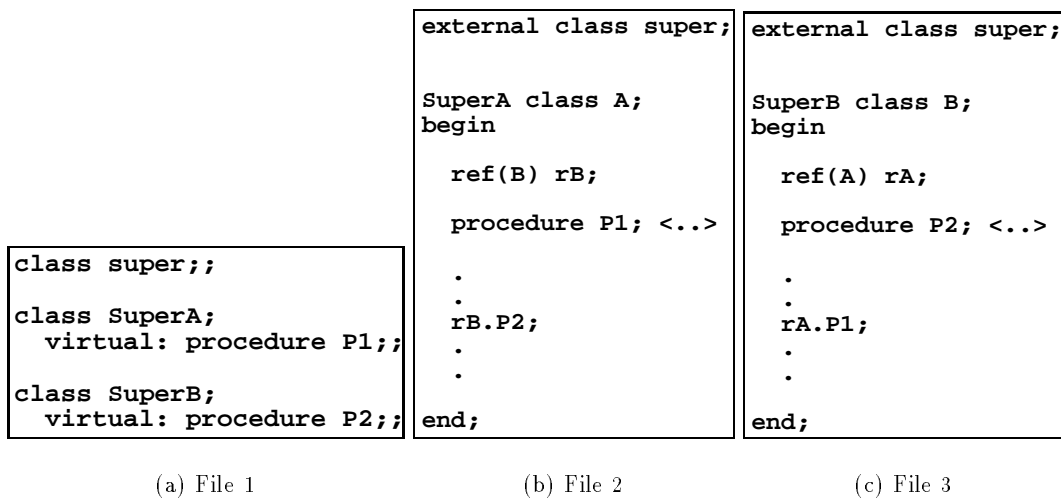 class super;;
class SuperA;
virtual: procedure P1;;
class SuperB;
virtual: procedure P2;;
(a) File 1
external class super;
SuperA class A;
begin
ref(B) rB;
procedure P1; <..>
.
.
rB.P2;
.
.
end;
(b) File 2
external class super;
SuperB class B;
begin
ref(A) rA;
procedure P2; <..>
.
.
rA.P1;
.
.
end;
(c) File 3